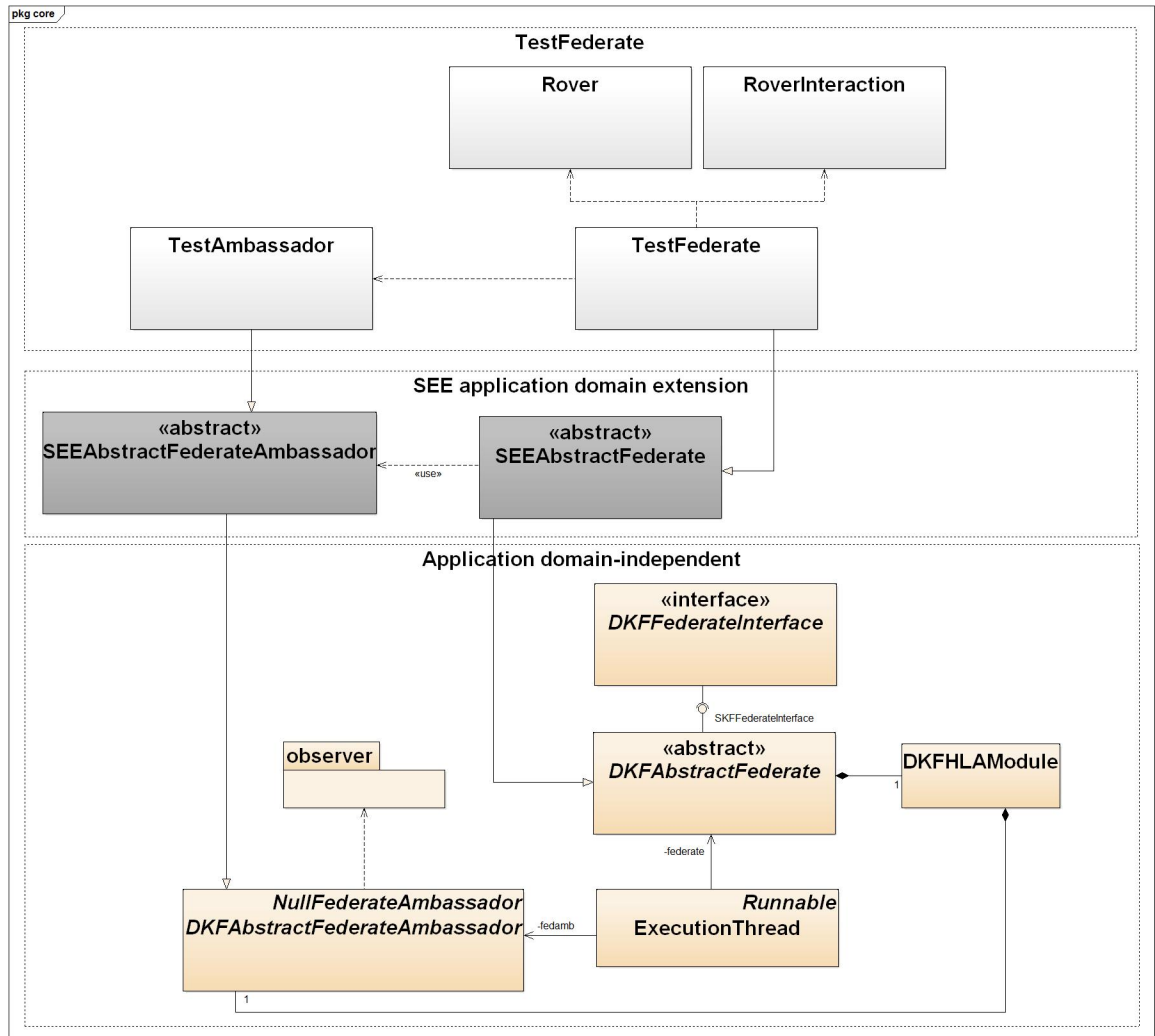 pkg core
TestFederate
Rover
RoverInteraction
TestAmbassador
TestFederate
SEE application domain extension
«abstract»
SEEAbstractFederateAmbassador
«abstract»
SEEAbstractFederate
«use»
Application domain-independent
«interface»
DKFFederateInterface
SKFFederateInterface
observer
«abstract»
DKFAbstractFederate
DKFHLAModule
1
-federate
NullFederateAmbassador
DKFAbstractFederateAmbassador
-fedamb
Runnable
ExecutionThread
1